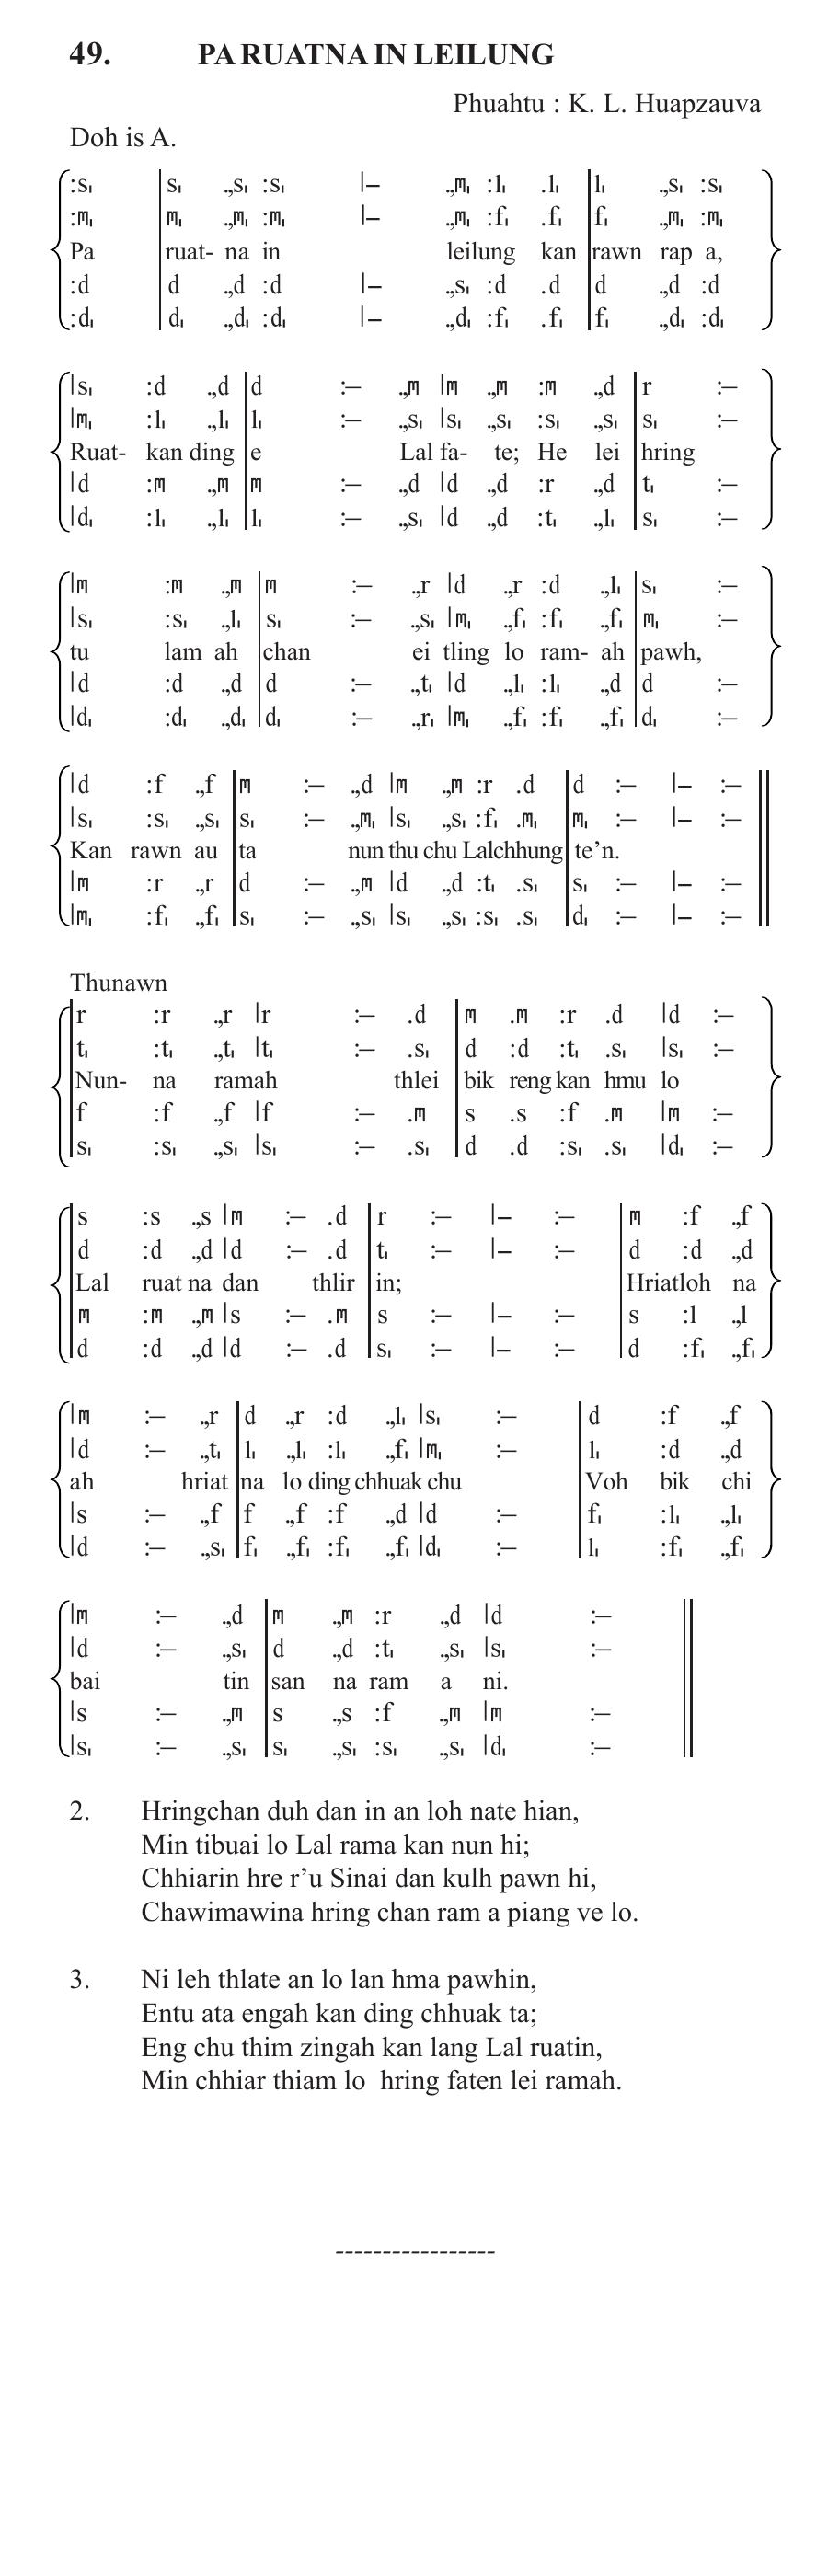 49. PA RUATNA IN LEILUNG
Phuahtu : K. L. Huapzauva
Doh is A.
:s₁ |s₁ .,s₁ :s₁ |– .,m₁ :l₁ .l₁ |l₁ .,s₁ :s₁
:m₁ |m₁ .,m₁ :m₁ |– .,m₁ :f₁ .f₁ |f₁ .,m₁ :m₁
Pa ruat- na in leilung kan rawn rap a,
:d |d .,d :d |– .,s₁ :d .d |d .,d :d
:d₁ |d₁ .,d₁ :d₁ |– .,d₁ :f₁ .f₁ |f₁ .,d₁ :d₁
|s₁ :d .,d |d :– .,m |m .,m :m .,d |r :–
|m₁ :l₁ .,l₁ |l₁ :– .,s₁ |s₁ .,s₁ :s₁ .,s₁ |s₁ :–
Ruat- kan ding e Lal fa- te; He lei hring
|d :m .,m |m :– .,d |d .,d :r .,d |t₁ :–
|d₁ :l₁ .,l₁ |l₁ :– .,s₁ |d .,d :t₁ .,l₁ |s₁ :–
|m :m .,m |m :– .,r |d .,r :d .,l₁ |s₁ :–
|s₁ :s₁ .,l₁ |s₁ :– .,s₁ |m₁ .,f₁ :f₁ .,f₁ |m₁ :–
tu lam ah chan ei tling lo ram- ah pawh,
|d :d .,d |d :– .,t₁ |d .,l₁ :l₁ .,d |d :–
|d₁ :d₁ .,d₁ |d₁ :– .,r₁ |m₁ .,f₁ :f₁ .,f₁ |d₁ :–
|d :f .,f |m :– .,d |m .,m :r .d |d :– |– :–
|s₁ :s₁ .,s₁ |s₁ :– .,m₁ |s₁ .,s₁ :f₁ .m₁ |m₁ :– |– :–
Kan rawn au ta nun thu chu Lalchhung te’n.
|m :r .,r |d :– .,m |d .,d :t₁ .s₁ |s₁ :– |– :–
|m₁ :f₁ .,f₁ |s₁ :– .,s₁ |s₁ .,s₁ :s₁ .s₁ |d₁ :– |– :–
Thunawn
|r :r .,r |r :– .d |m .m :r .d |d :–
|t₁ :t₁ .,t₁ |t₁ :– .s₁ |d :d :t₁ .s₁ |s₁ :–
Nun- na ramah thlei bik reng kan hmu lo
|f :f .,f |f :– .m |s .s :f .m |m :–
|s₁ :s₁ .,s₁ |s₁ :– .s₁ |d .d :s₁ .s₁ |d₁ :–
|s :s .,s |m :– .d |r :– |– :– |m :f .,f
|d :d .,d |d :– .d |t₁ :– |– :– |d :d .,d
Lal ruat na dan thlir in; Hriatloh na
|m :m .,m |s :– .m |s :– |– :– |s :l .,l
|d :d .,d |d :– .d |s₁ :– |– :– |d :f₁ .,f₁
|m :– .,r |d .,r :d .,l₁ |s₁ :– |d :f .,f
|d :– .,t₁ |l₁ .,l₁ :l₁ .,f₁ |m₁ :– |l₁ :d .,d
ah hriat na lo ding chhuak chu Voh bik chi
|s :– .,f |f .,f :f .,d |d :– |f₁ :l₁ .,l₁
|d :– .,s₁ |f₁ .,f₁ :f₁ .,f₁ |d₁ :– |l₁ :f₁ .,f₁
|m :– .,d |m .,m :r .,d |d :–
|d :– .,s₁ |d .,d :t₁ .,s₁ |s₁ :–
bai tin san na ram a ni.
|s :– .,m |s .,s :f .,m |m :–
|s₁ :– .,s₁ |s₁ .,s₁ :s₁ .,s₁ |d₁ :–
2. Hringchan duh dan in an loh nate hian,
Min tibuai lo Lal rama kan nun hi;
Chhiarin hre r’u Sinai dan kulh pawn hi,
Chawimawina hring chan ram a piang ve lo.
3. Ni leh thlate an lo lan hma pawhin,
Entu ata engah kan ding chhuak ta;
Eng chu thim zingah kan lang Lal ruatin,
Min chhiar thiam lo hring faten lei ramah.
-----------------